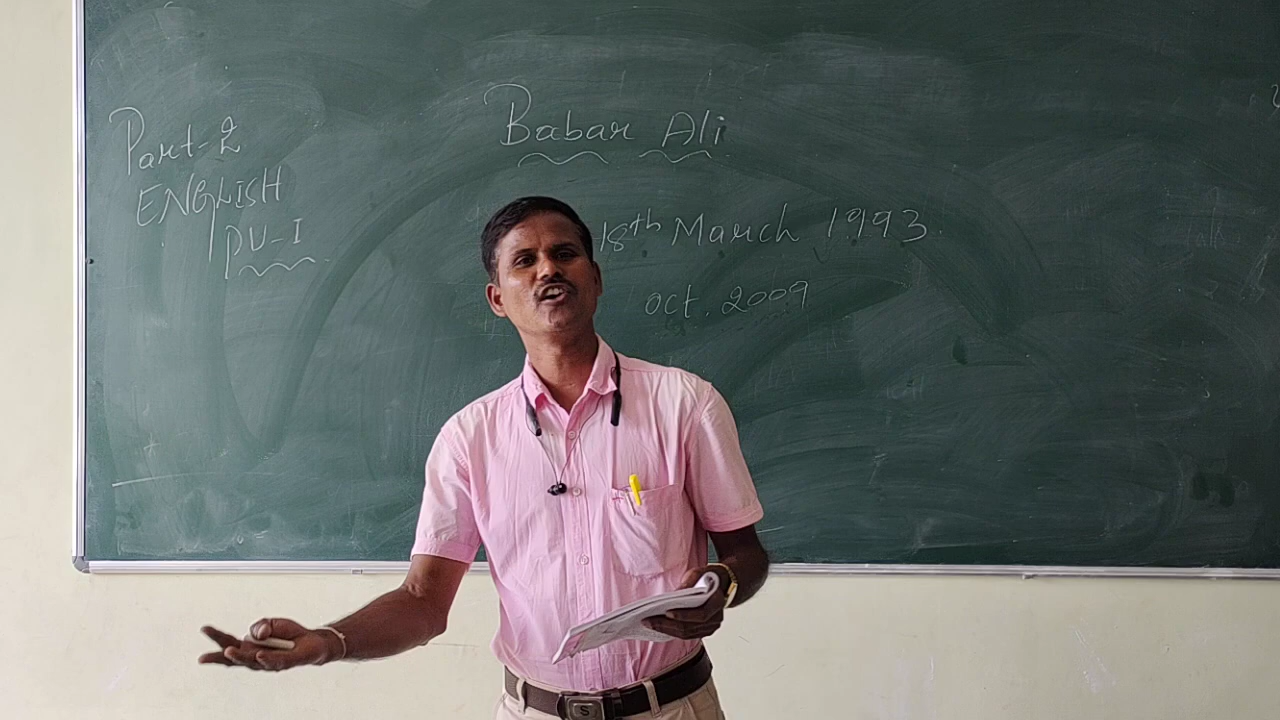 Part-2
ENGLISH
PU-I
Babar Ali
18th March 1993.
Oct. 2009
S